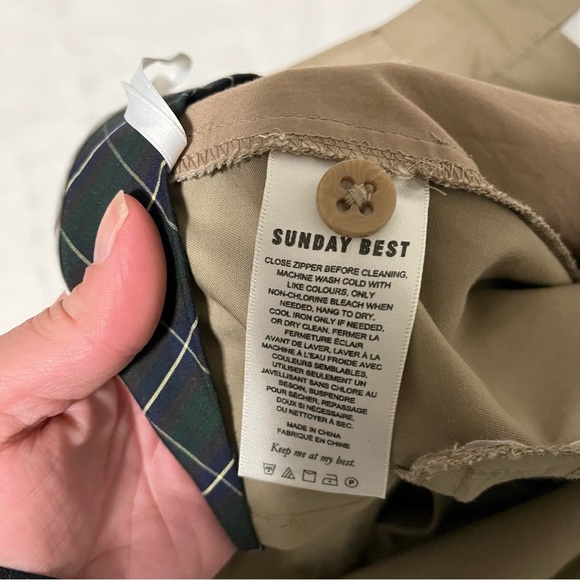 SUNDAY BEST
CLOSE ZIPPER BEFORE CLEANING,
MACHINE WASH COLD WITH
LIKE COLOURS, ONLY
NON-CHLORINE BLEACH WHEN
NEEDED, HANG TO DRY.
COOL IRON ONLY IF NEEDED,
OR DRY CLEAN. FERMER LA
FERMETURE ÉCLAIR
AVANT DE LAVER, LAVER À LA
MACHINE À L'EAU FROIDE AVEC
COULEURS SEMBLABLES,
UTILISER SEULEMENT UN
JAVELLISANT SANS CHLORE AU
BESOIN, SUSPENDRE
POUR SÉCHER, REPASSAGE
DOUX SI NÉCESSAIRE,
OU NETTOYER À SEC.
MADE IN CHINA
FABRIQUÉ EN CHINE
Keep me at my best.